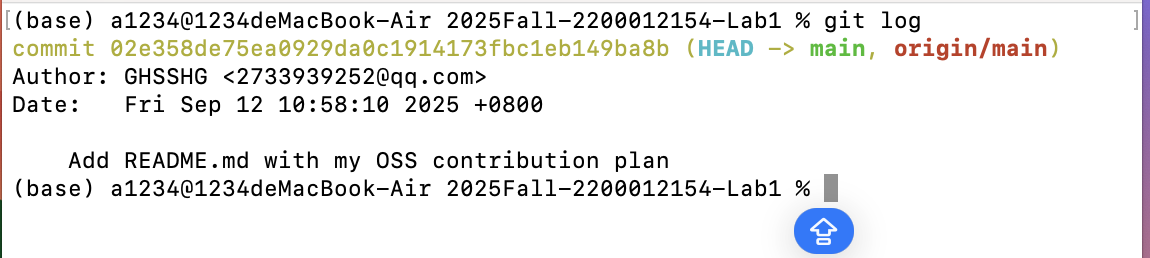 [(base) a1234@1234deMacBook-Air 2025Fall-2200012154-Lab1 % git log ]
commit 02e358de75ea0929da0c1914173fbc1eb149ba8b (HEAD -> main, origin/main)
Author: GHSSHG <2733939252@qq.com>
Date:   Fri Sep 12 10:58:10 2025 +0800
    Add README.md with my OSS contribution plan
(base) a1234@1234deMacBook-Air 2025Fall-2200012154-Lab1 %